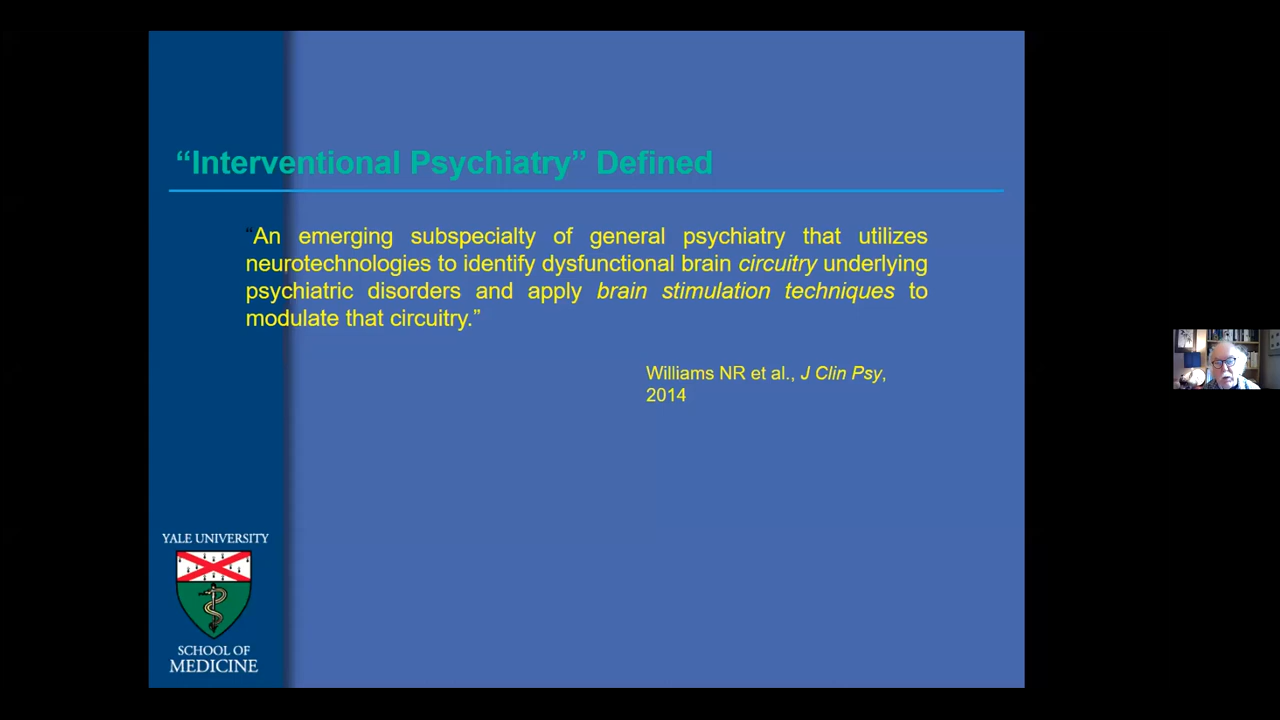 “Interventional Psychiatry” Defined
“An emerging subspecialty of general psychiatry that utilizes
neurotechnologies to identify dysfunctional brain circuitry underlying
psychiatric disorders and apply brain stimulation techniques to
modulate that circuitry.”
Williams NR et al., J Clin Psy,
2014
YALE UNIVERSITY
SCHOOL OF
MEDICINE